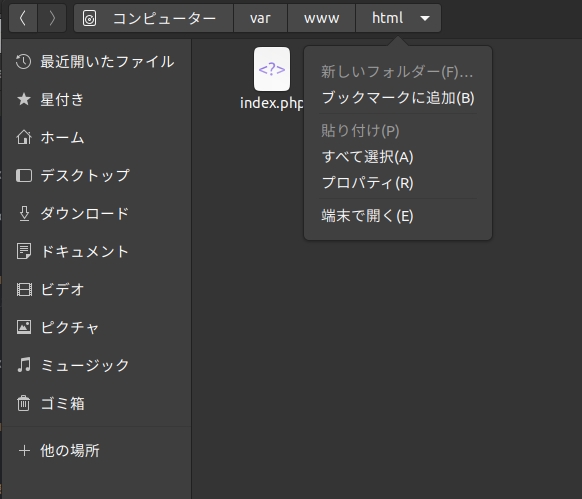 コンピューター var www html
最近開いたファイル
星付き
ホーム
デスクトップ
ダウンロード
ドキュメント
ビデオ
ピクチャ
ミュージック
ゴミ箱
他の場所
<?>
index.php
新しいフォルダー(F)...
ブックマークに追加(B)
貼り付け(P)
すべて選択(A)
プロパティ(R)
端末で開く(E)